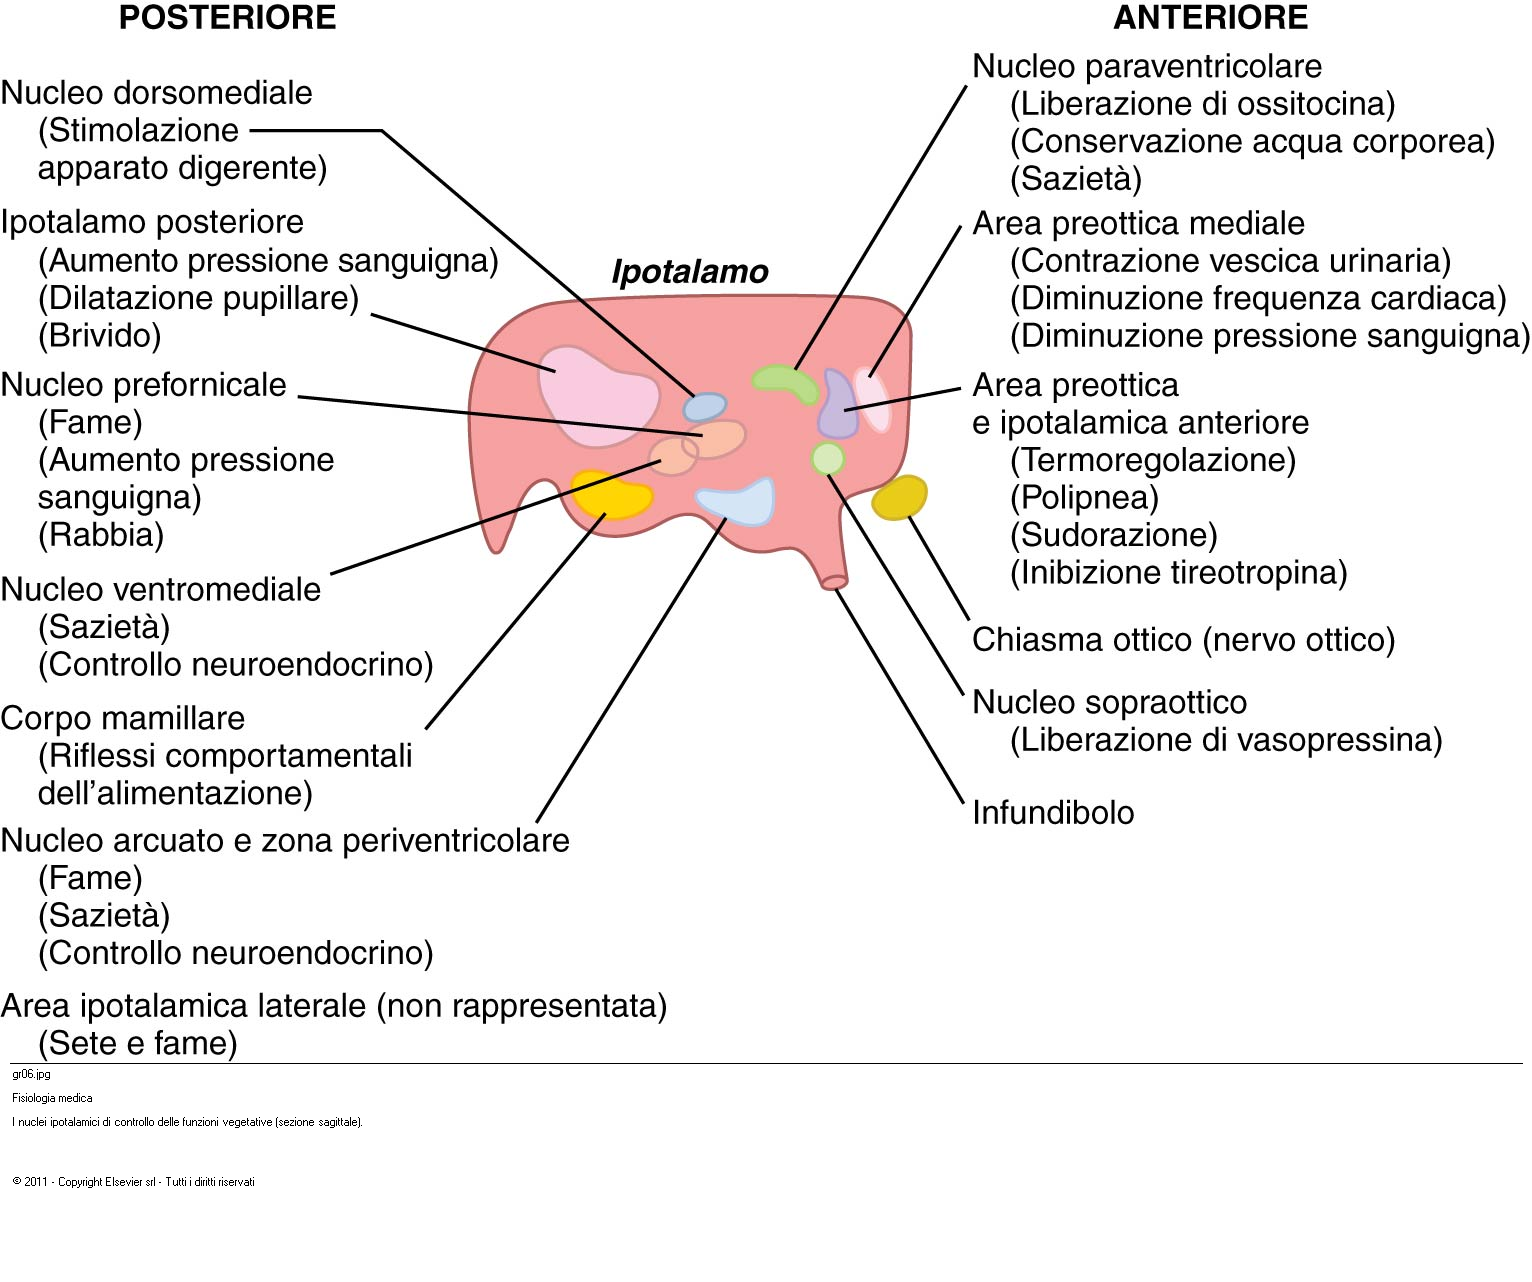 POSTERIORE
Nucleo dorsomediale
(Stimolazione
apparato digerente)
Ipotalamo posteriore
(Aumento pressione sanguigna)
(Dilatazione pupillare)
(Brivido)
Nucleo prefornicale
(Fame)
(Aumento pressione
sanguigna)
(Rabbia)
Nucleo ventromediale
(Sazietà)
(Controllo neuroendocrino)
Corpo mamillare
(Riflessi comportamentali
dell’alimentazione)
Nucleo arcuato e zona periventricolare
(Fame)
(Sazietà)
(Controllo neuroendocrino)
Area ipotalamica laterale (non rappresentata)
(Sete e fame)
Ipotalamo
ANTERIORE
Nucleo paraventricolare
(Liberazione di ossitocina)
(Conservazione acqua corporea)
(Sazietà)
Area preottica mediale
(Contrazione vescica urinaria)
(Diminuzione frequenza cardiaca)
(Diminuzione pressione sanguigna)
Area preottica
e ipotalamica anteriore
(Termoregolazione)
(Polipnea)
(Sudorazione)
(Inibizione tireotropina)
Chiasma ottico (nervo ottico)
Nucleo sopraottico
(Liberazione di vasopressina)
Infundibolo
gr06.jpg
Fisiologia medica
I nuclei ipotalamici di controllo delle funzioni vegetative (sezione sagittale).
© 2011 - Copyright Elsevier srl - Tutti i diritti riservati